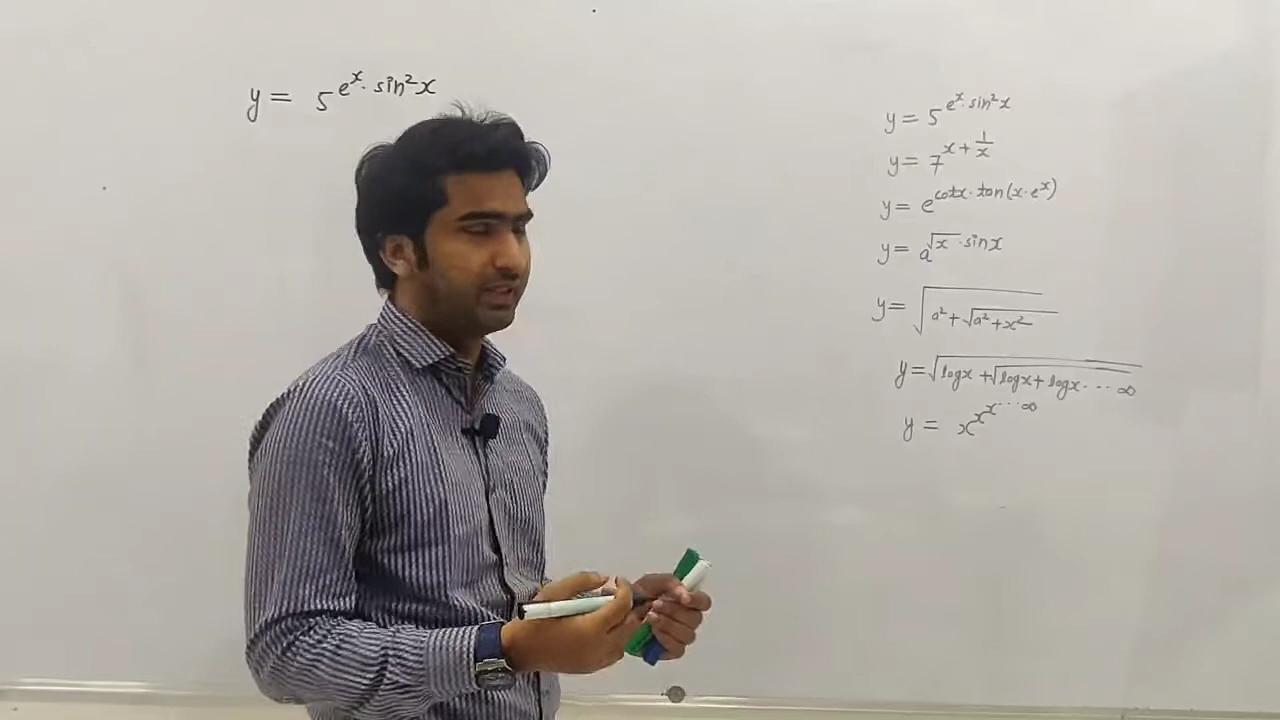 y = 5^{e^x · sin²x}
y = 5^{e^x · sin²x}
y = 7^{x + 1/x}
y = e^{cotx · tan(x · e^x)}
y = a^{√x · sinx}
y = √(a² + √(a² + x²))
y = √(logx + √(logx + logx ··· ∞))
y = x^{x^{x ··· ∞}}